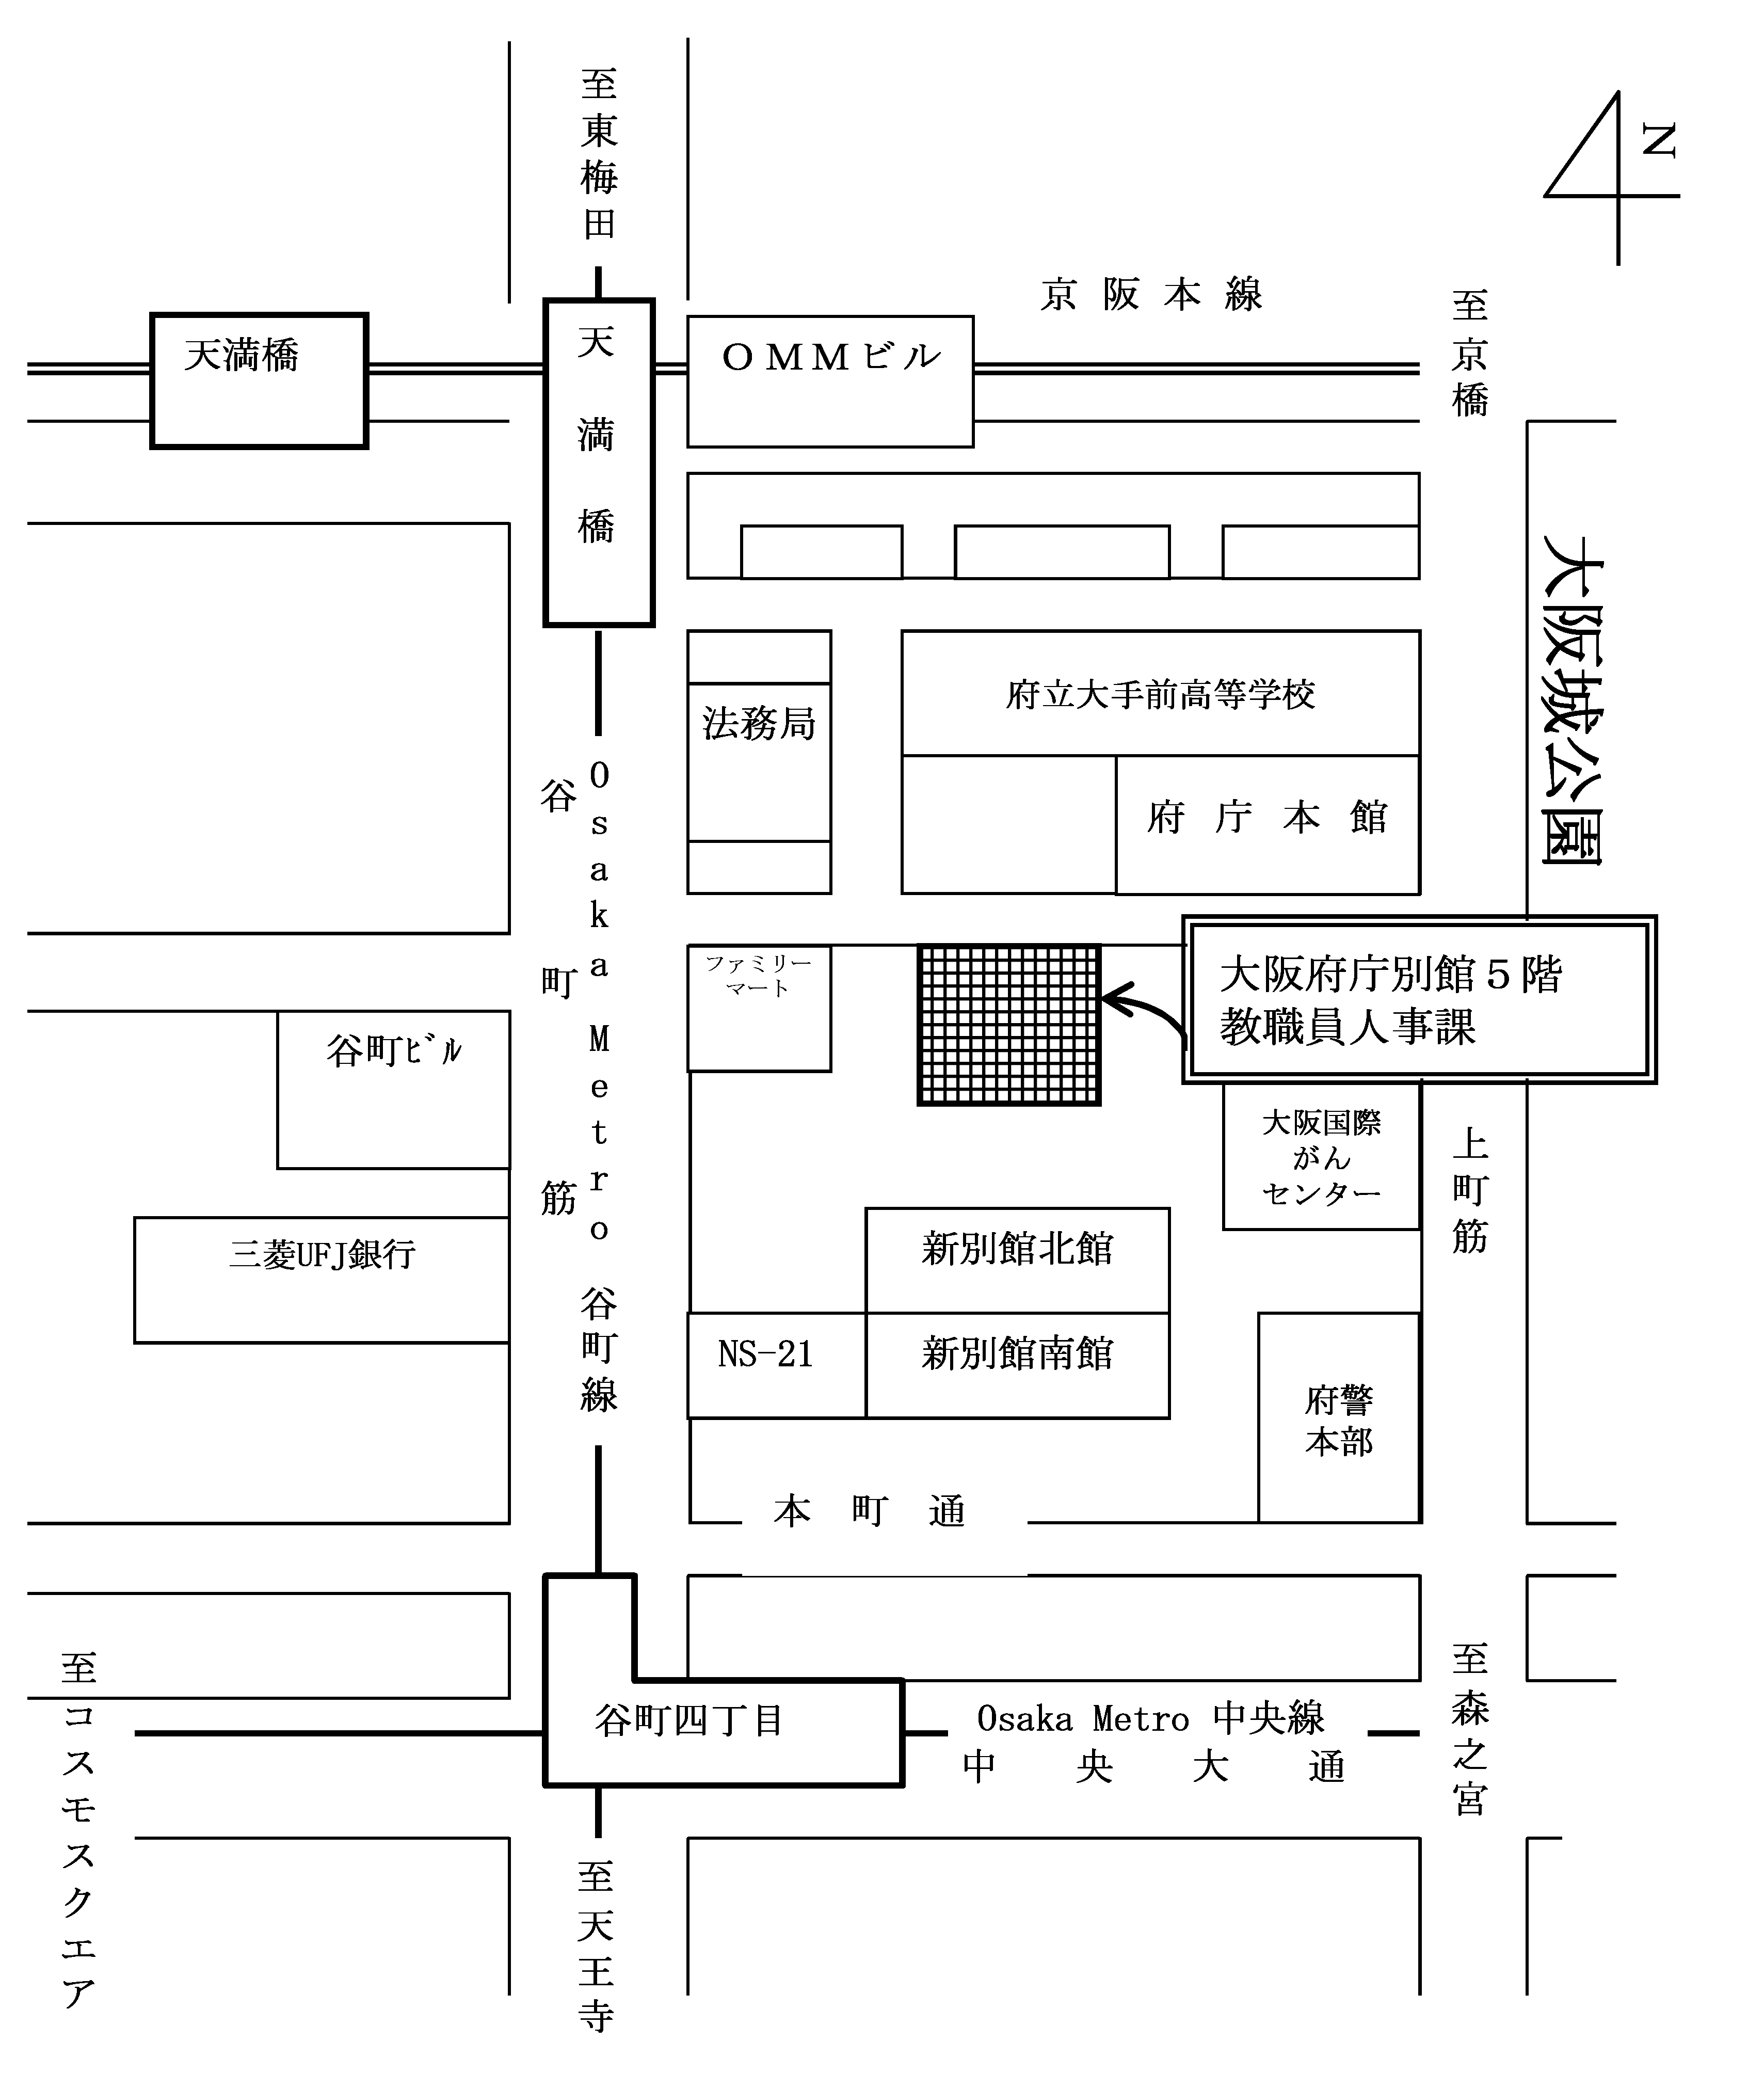 至東梅田
N
京阪本線
至京橋
天満橋
天満橋
OMMビル
大阪城公園
府立大手前高等学校
法務局
府庁本館
谷町筋
Osaka Metro 谷町線
ファミリー
マート
大阪府庁別館5階
教職員人事課
谷町ビル
大阪国際
がん
センター
上町筋
三菱UFJ銀行
新別館北館
NS-21
新別館南館
府警
本部
本町通
至コスモスクエア
谷町四丁目
Osaka Metro 中央線
中央大通
至森之宮
至天王寺